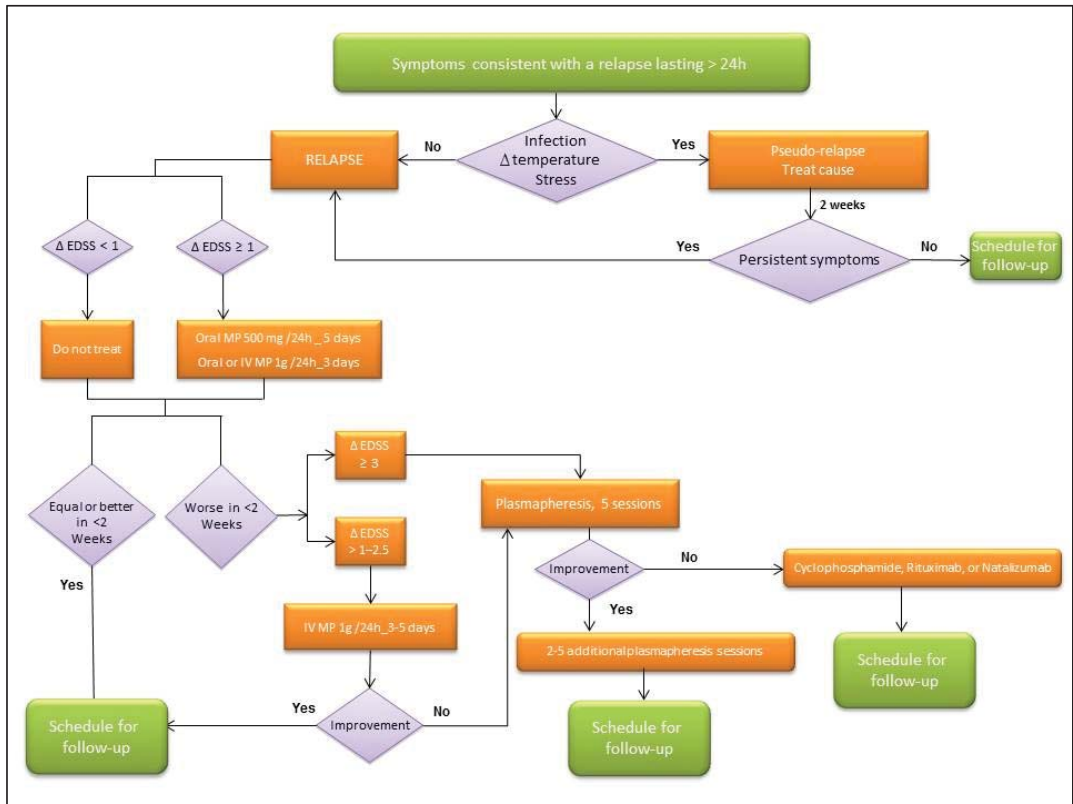 Symptoms consistent with a relapse lasting > 24h
Infection
Δ temperature
Stress
No
Yes
RELAPSE
Pseudo-relapse
Treat cause
2 weeks
Δ EDSS < 1
Δ EDSS ≥ 1
Yes
Persistent symptoms
No
Schedule for
follow-up
Do not treat
Oral MP 500 mg /24h _ 5 days
Oral or IV MP 1g /24h_3 days
Δ EDSS
≥ 3
Equal or better
in <2
Weeks
Worse in <2
Weeks
Plasmapheresis, 5 sessions
Δ EDSS
> 1–2.5
Improvement
No
Cyclophosphamide, Rituximab, or Natalizumab
Yes
Yes
IV MP 1g /24h_3-5 days
2-5 additional plasmapheresis sessions
Schedule for
follow-up
Schedule for
follow-up
Yes
Improvement
No
Schedule for
follow-up